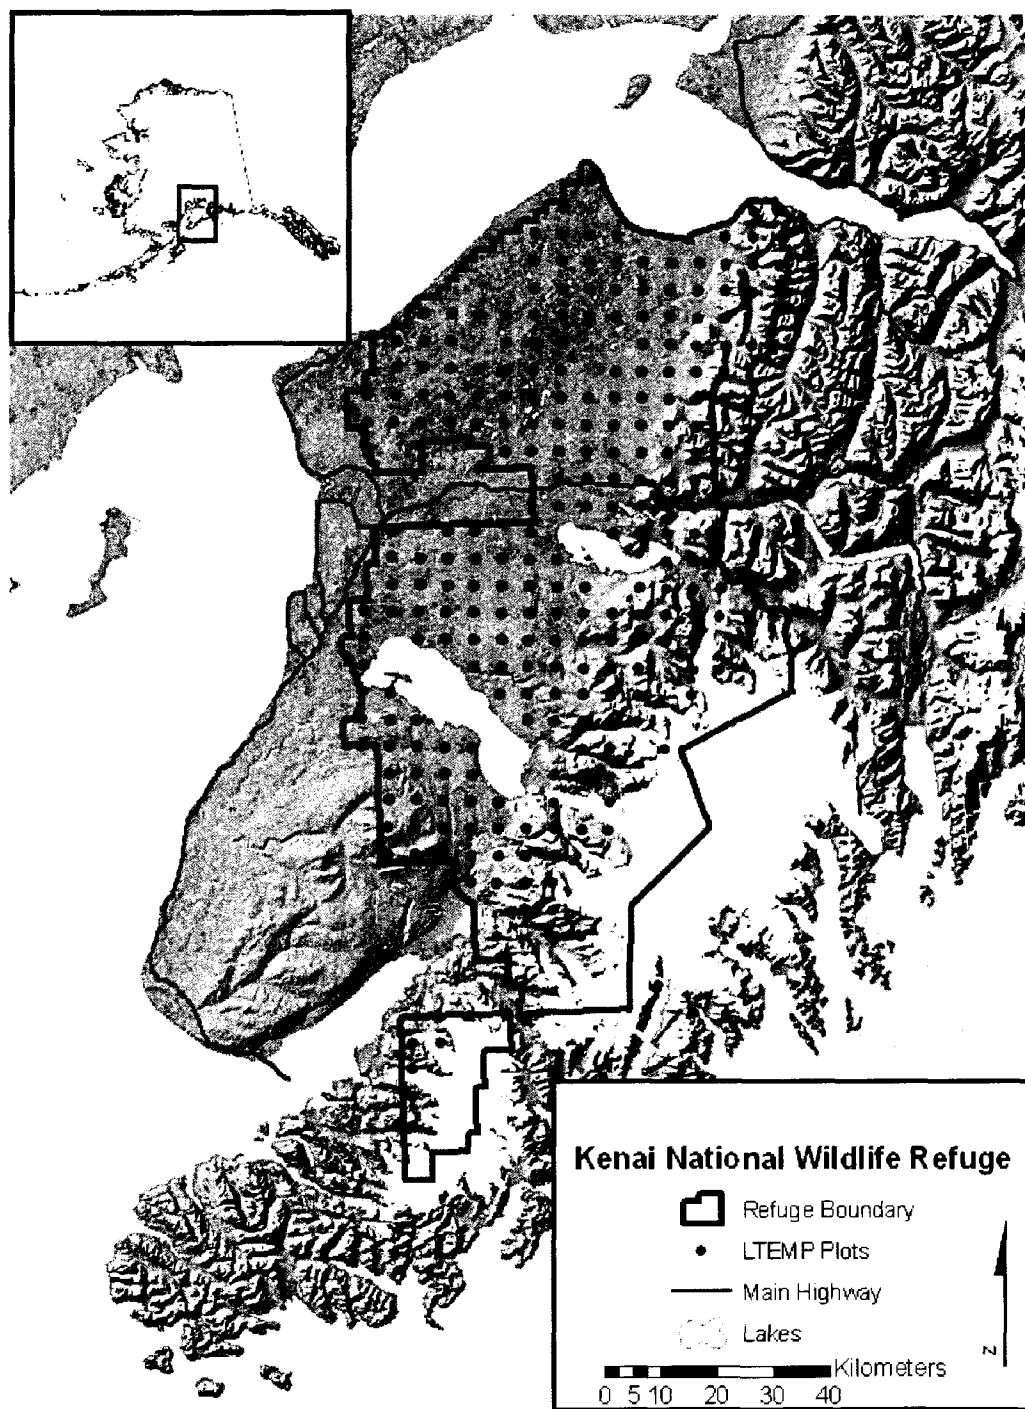 Kenai National Wildlife Refuge
Refuge Boundary
LTEMP Plots
Main Highway
Lakes
Kilometers
0 5 10 20 30 40
N